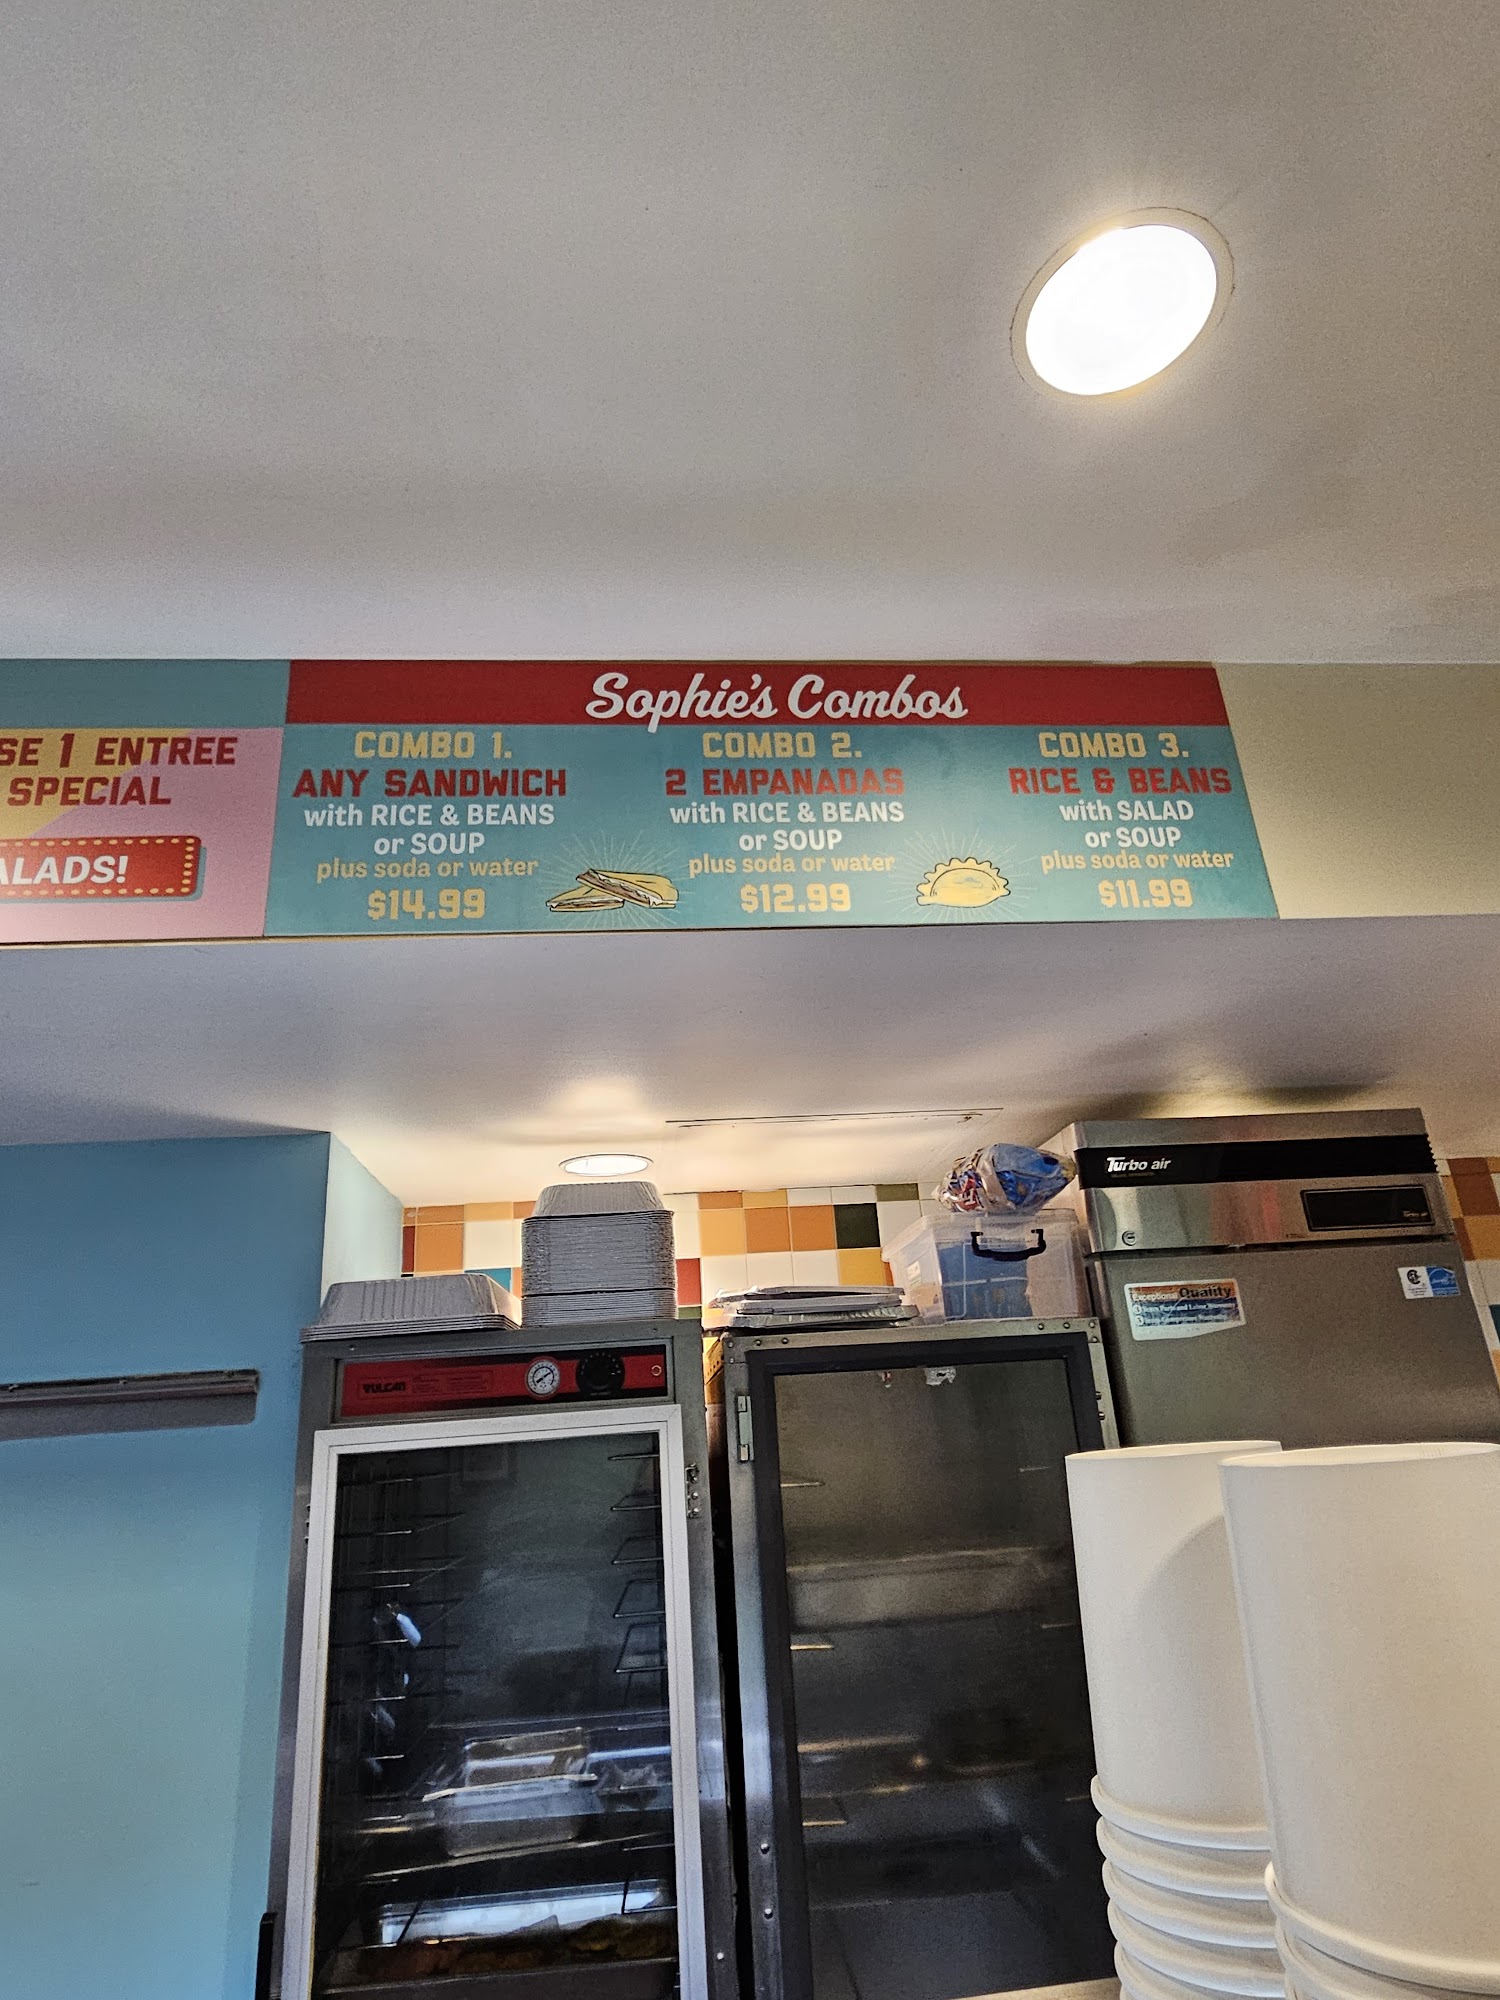 SE 1 ENTREE
SPECIAL
ALADS!
Sophie's Combos
COMBO 1.
ANY SANDWICH
with RICE & BEANS
or SOUP
plus soda or water
$14.99
COMBO 2.
2 EMPANADAS
with RICE & BEANS
or SOUP
plus soda or water
$12.99
COMBO 3.
RICE & BEANS
with SALAD
or SOUP
plus soda or water
$11.99
Turbo air
Exceptional Quality
VULCAN